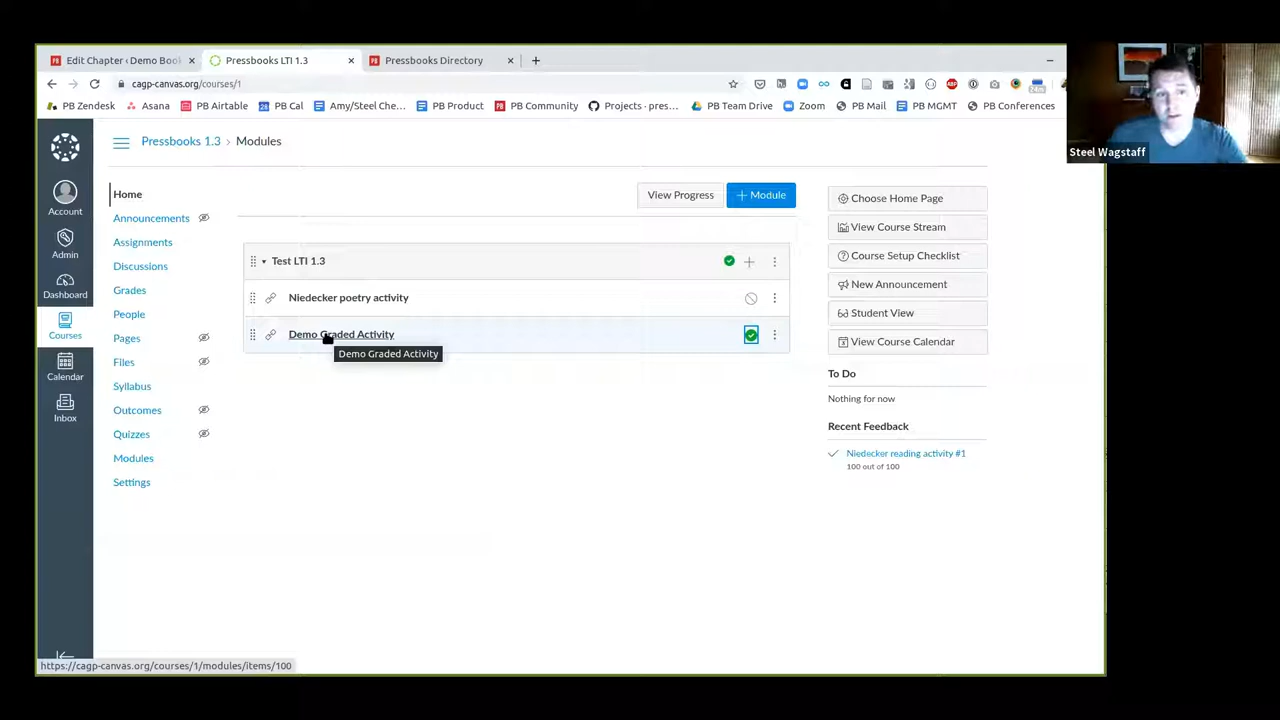 Edit Chapter ‹ Demo Boo
Pressbooks LTI 1.3
Pressbooks Directory
cagp-canvas.org/courses/1
PB Zendesk
Asana
PB Airtable
PB Cal
Amy/Steel Che...
PB Product
PB Community
Projects · pres...
PB Team Drive
Zoom
PB Mail
PB MGMT
PB Conferences
Steel Wagstaff
Pressbooks 1.3 › Modules
Account
Admin
Dashboard
Courses
Calendar
Inbox
Home
Announcements
Assignments
Discussions
Grades
People
Pages
Files
Syllabus
Outcomes
Quizzes
Modules
Settings
View Progress
+ Module
Test LTI 1.3
Niedecker poetry activity
Demo Graded Activity
Demo Graded Activity
Choose Home Page
View Course Stream
Course Setup Checklist
New Announcement
Student View
View Course Calendar
To Do
Nothing for now
Recent Feedback
Niedecker reading activity #1
100 out of 100
https://cagp-canvas.org/courses/1/modules/items/100